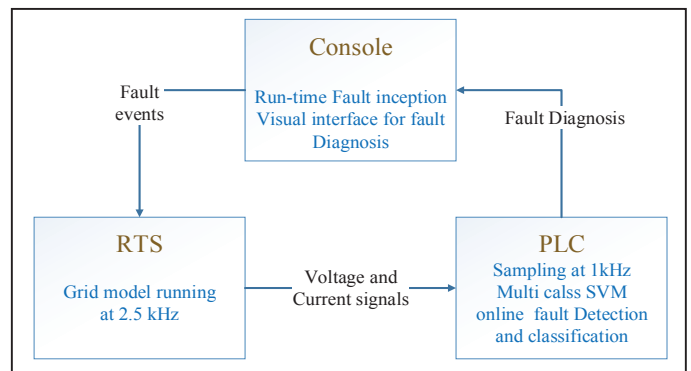 Console
Run-time Fault inception
Visual interface for fault
Diagnosis
Fault
events
Fault Diagnosis
RTS
Grid model running
at 2.5 kHz
Voltage and
Current signals
PLC
Sampling at 1kHz
Multi calss SVM
online fault Detection
and classification